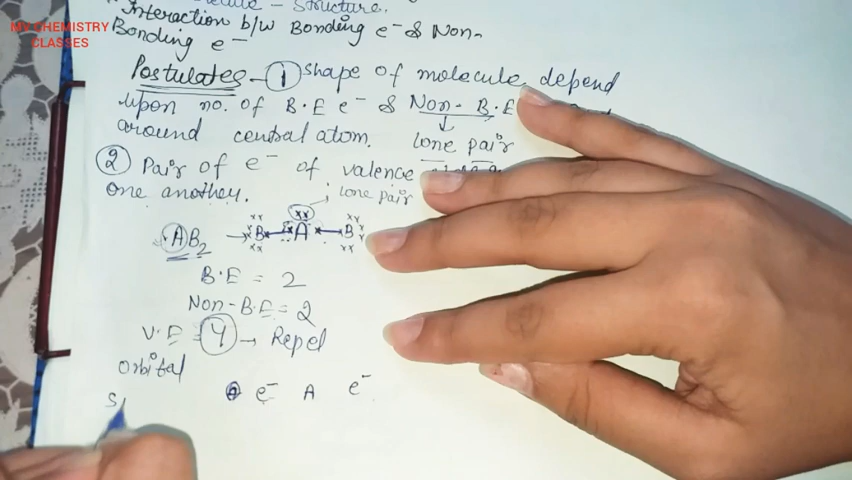 MY CHEMISTRY
CLASSES
Structure.
Interaction b/w Bonding e⁻ & Non-
Bonding e⁻
Postulates - ① Shape of molecule depend
upon no. of B.E e⁻ & Non-B.E
around central atom. lone pair
② Pair of e⁻ of valence
one another. lone pair
AB₂ → B A B
B.E = 2
Non-B.E = 2
V.E = 4 → Repel
Orbital
e⁻ A e⁻